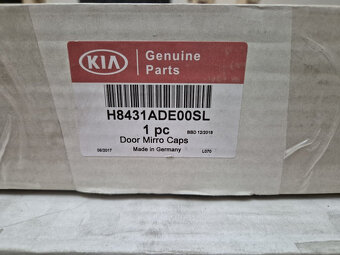 KIA
Genuine
Parts
H8431ADE00SL
1 pc
BBD 12/2018
Door Mirro Caps
06/2017
Made in Germany
L070